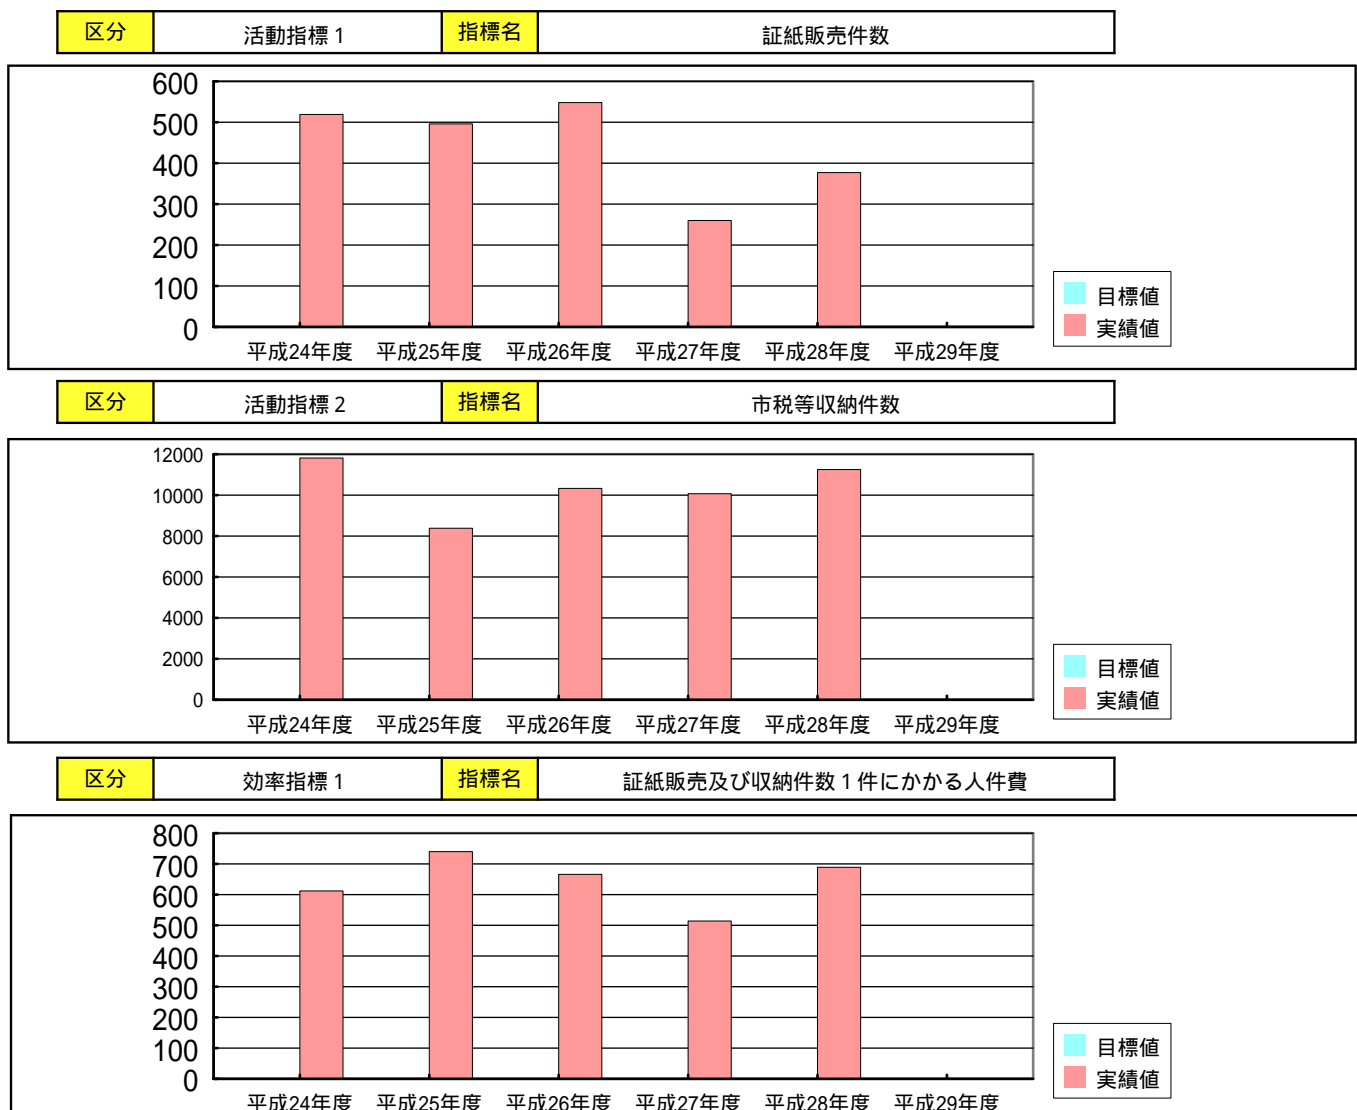 区分 活動指標1 指標名 証紙販売件数
600
500
400
300
200
100
0
平成24年度 平成25年度 平成26年度 平成27年度 平成28年度 平成29年度
目標値
実績値
区分 活動指標2 指標名 市税等収納件数
12000
10000
8000
6000
4000
2000
0
平成24年度 平成25年度 平成26年度 平成27年度 平成28年度 平成29年度
目標値
実績値
区分 効率指標1 指標名 証紙販売及び収納件数1件にかかる人件費
800
700
600
500
400
300
200
100
0
平成24年度 平成25年度 平成26年度 平成27年度 平成28年度 平成29年度
目標値
実績値